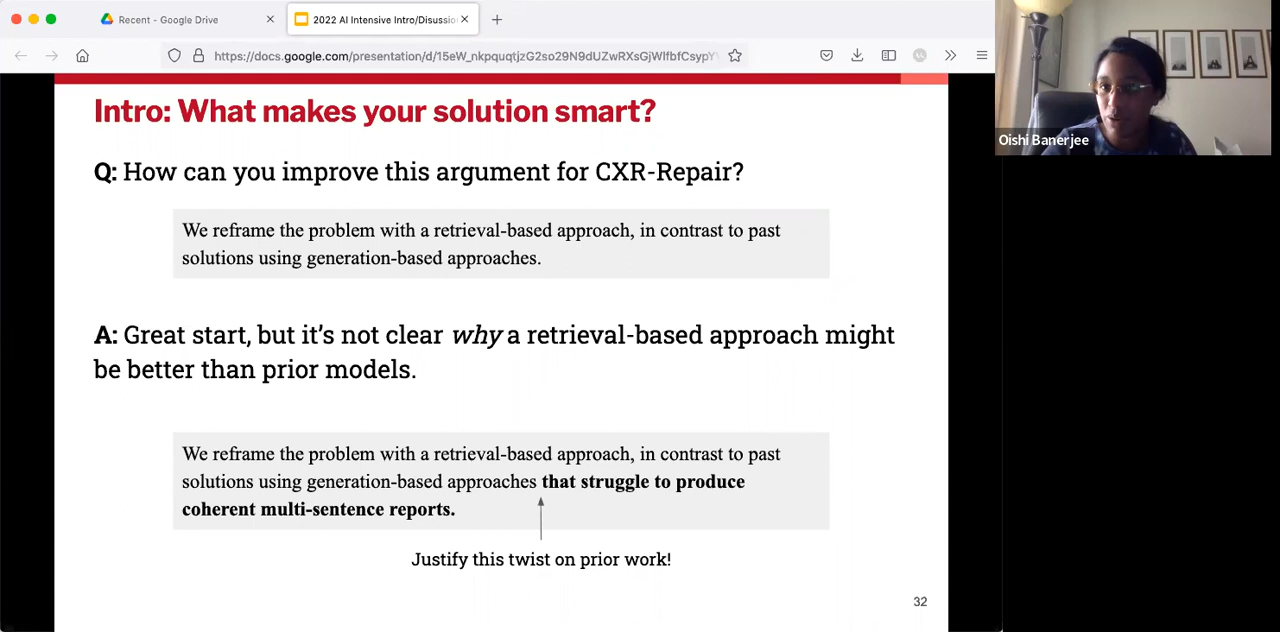 Recent - Google Drive
2022 AI Intensive Intro/Disussio
https://docs.google.com/presentation/d/15eW_nkpquqtjzG2so29N9dUZwRXsGjWlfbfCsypY
Oishi Banerjee
Intro: What makes your solution smart?
Q: How can you improve this argument for CXR-Repair?
We reframe the problem with a retrieval-based approach, in contrast to past
solutions using generation-based approaches.
A: Great start, but it's not clear why a retrieval-based approach might
be better than prior models.
We reframe the problem with a retrieval-based approach, in contrast to past
solutions using generation-based approaches that struggle to produce
coherent multi-sentence reports.
Justify this twist on prior work!
32